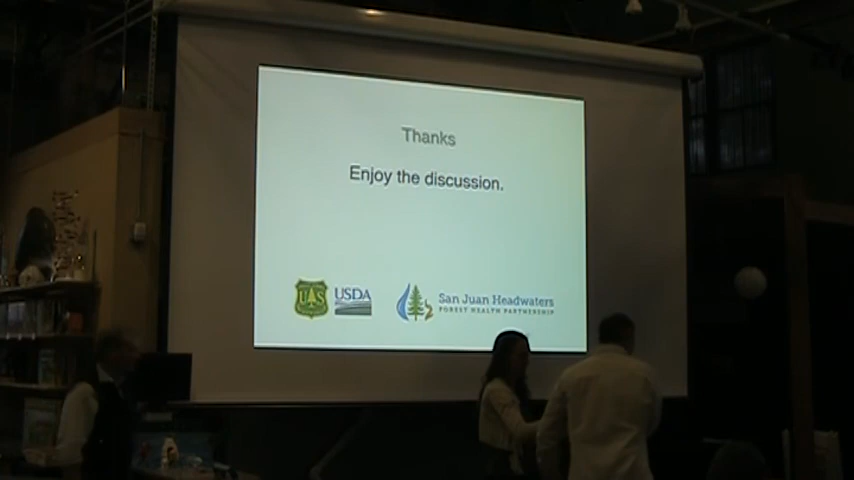 Thanks
Enjoy the discussion.
U S
USDA
San Juan Headwaters
FOREST HEALTH PARTNERSHIP